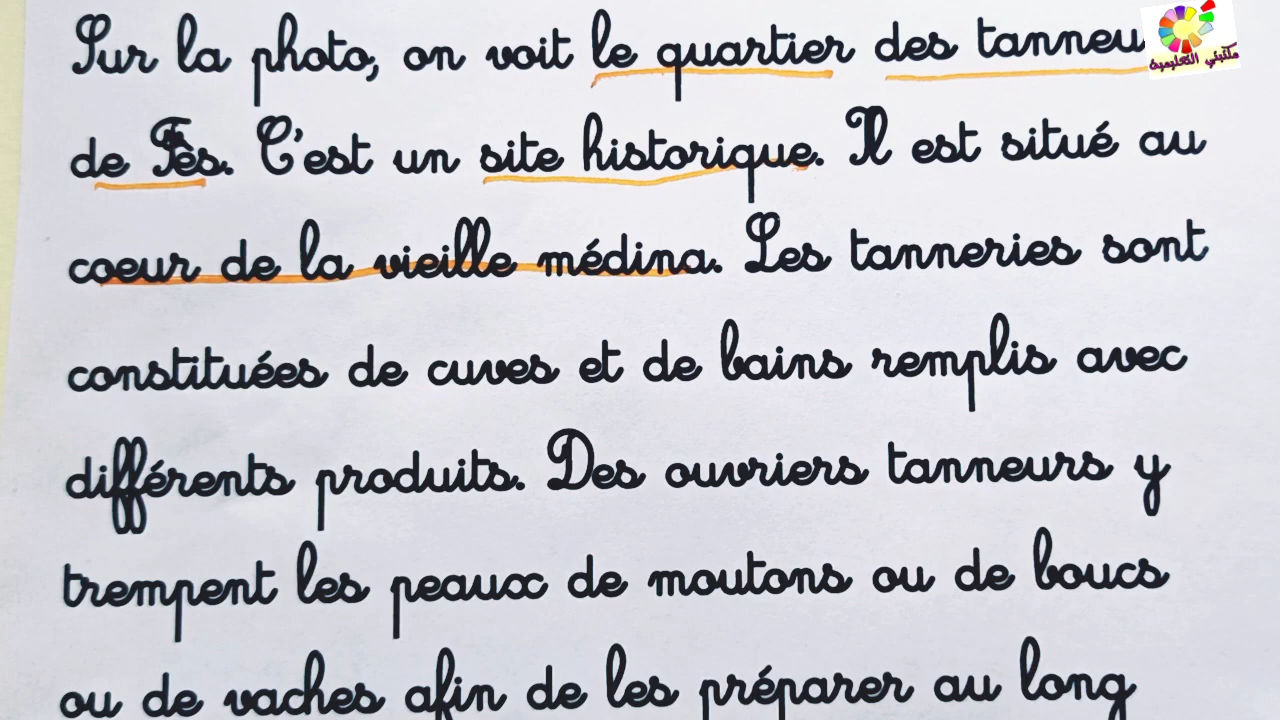 Sur la photo, on voit le quartier des tanneu
de Fès. C'est un site historique. Il est situé au
coeur de la vieille médina. Les tanneries sont
constituées de cuves et de bains remplis avec
différents produits. Des ouvriers tanneurs y
trempent les peaux de moutons ou de boucs
ou de vaches afin de les préparer au long
مكتبتي التعليمية